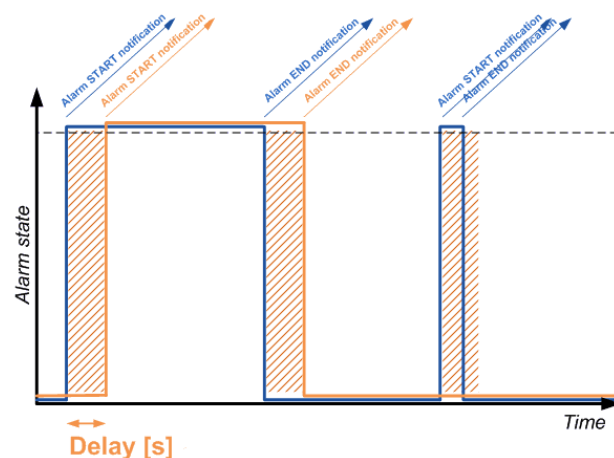 Alarm START notification
Alarm START notification
Alarm END notification
Alarm END notification
Alarm START notification
Alarm END notification
Alarm state
Time
Delay [s]